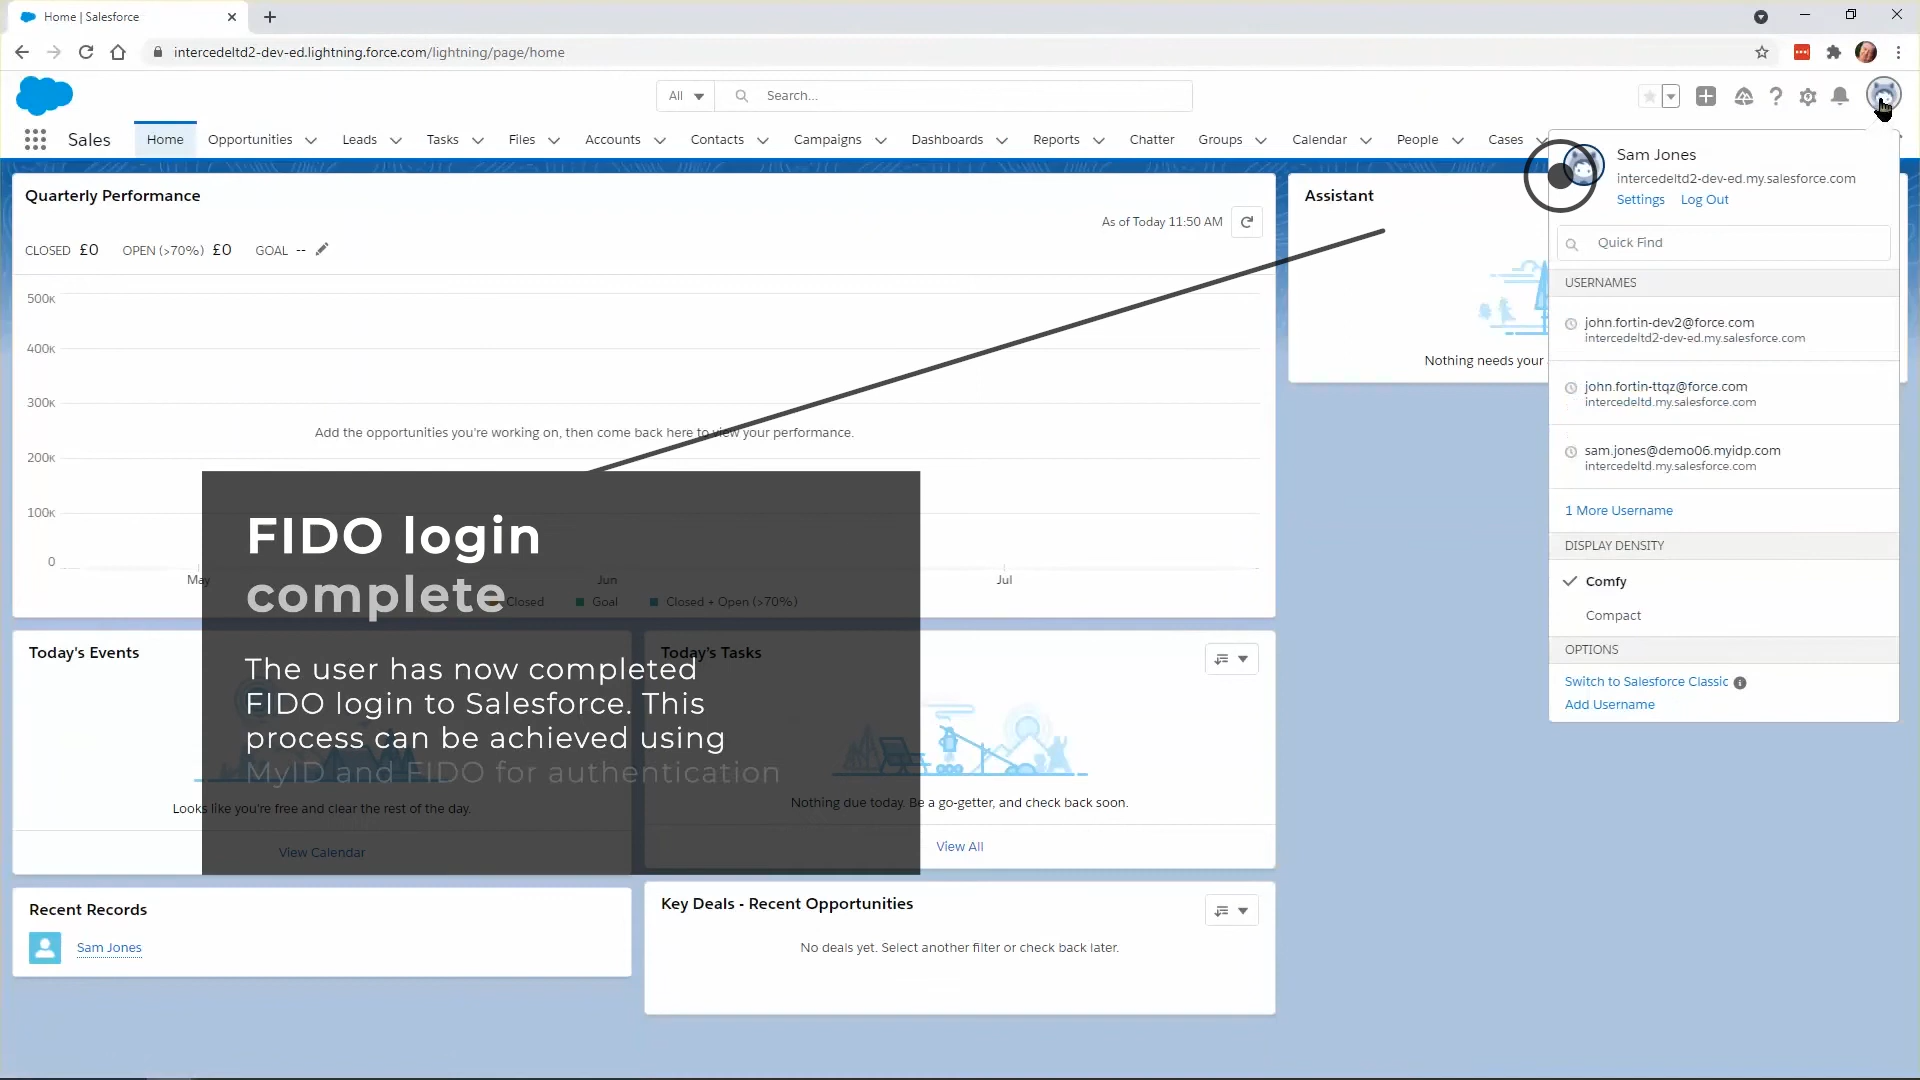 Home | Salesforce
intercedeltd2-dev-ed.lightning.force.com/lightning/page/home
All
Search...
Sales
Home
Opportunities
Leads
Tasks
Files
Accounts
Contacts
Campaigns
Dashboards
Reports
Chatter
Groups
Calendar
People
Cases
Quarterly Performance
As of Today 11:50 AM
CLOSED £0 OPEN (>70%) £0 GOAL --
500K
400K
300K
200K
100K
0
Add the opportunities you're working on, then come back here to view your performance.
May
Jun
Jul
Closed
Goal
Closed + Open (>70%)
FIDO login
complete
The user has now completed
FIDO login to Salesforce. This
process can be achieved using
MyID and FIDO for authentication
Today's Events
Looks like you're free and clear the rest of the day.
View Calendar
Today's Tasks
Nothing due today. Be a go-getter, and check back soon.
View All
Recent Records
Sam Jones
Key Deals - Recent Opportunities
No deals yet. Select another filter or check back later.
Assistant
Nothing needs your
Sam Jones
intercedeltd2-dev-ed.my.salesforce.com
Settings Log Out
Quick Find
USERNAMES
john.fortin-dev2@force.com
intercedeltd2-dev-ed.my.salesforce.com
john.fortin-ttqz@force.com
intercedeltd.my.salesforce.com
sam.jones@demo06.myidp.com
intercedeltd.my.salesforce.com
1 More Username
DISPLAY DENSITY
Comfy
Compact
OPTIONS
Switch to Salesforce Classic
Add Username